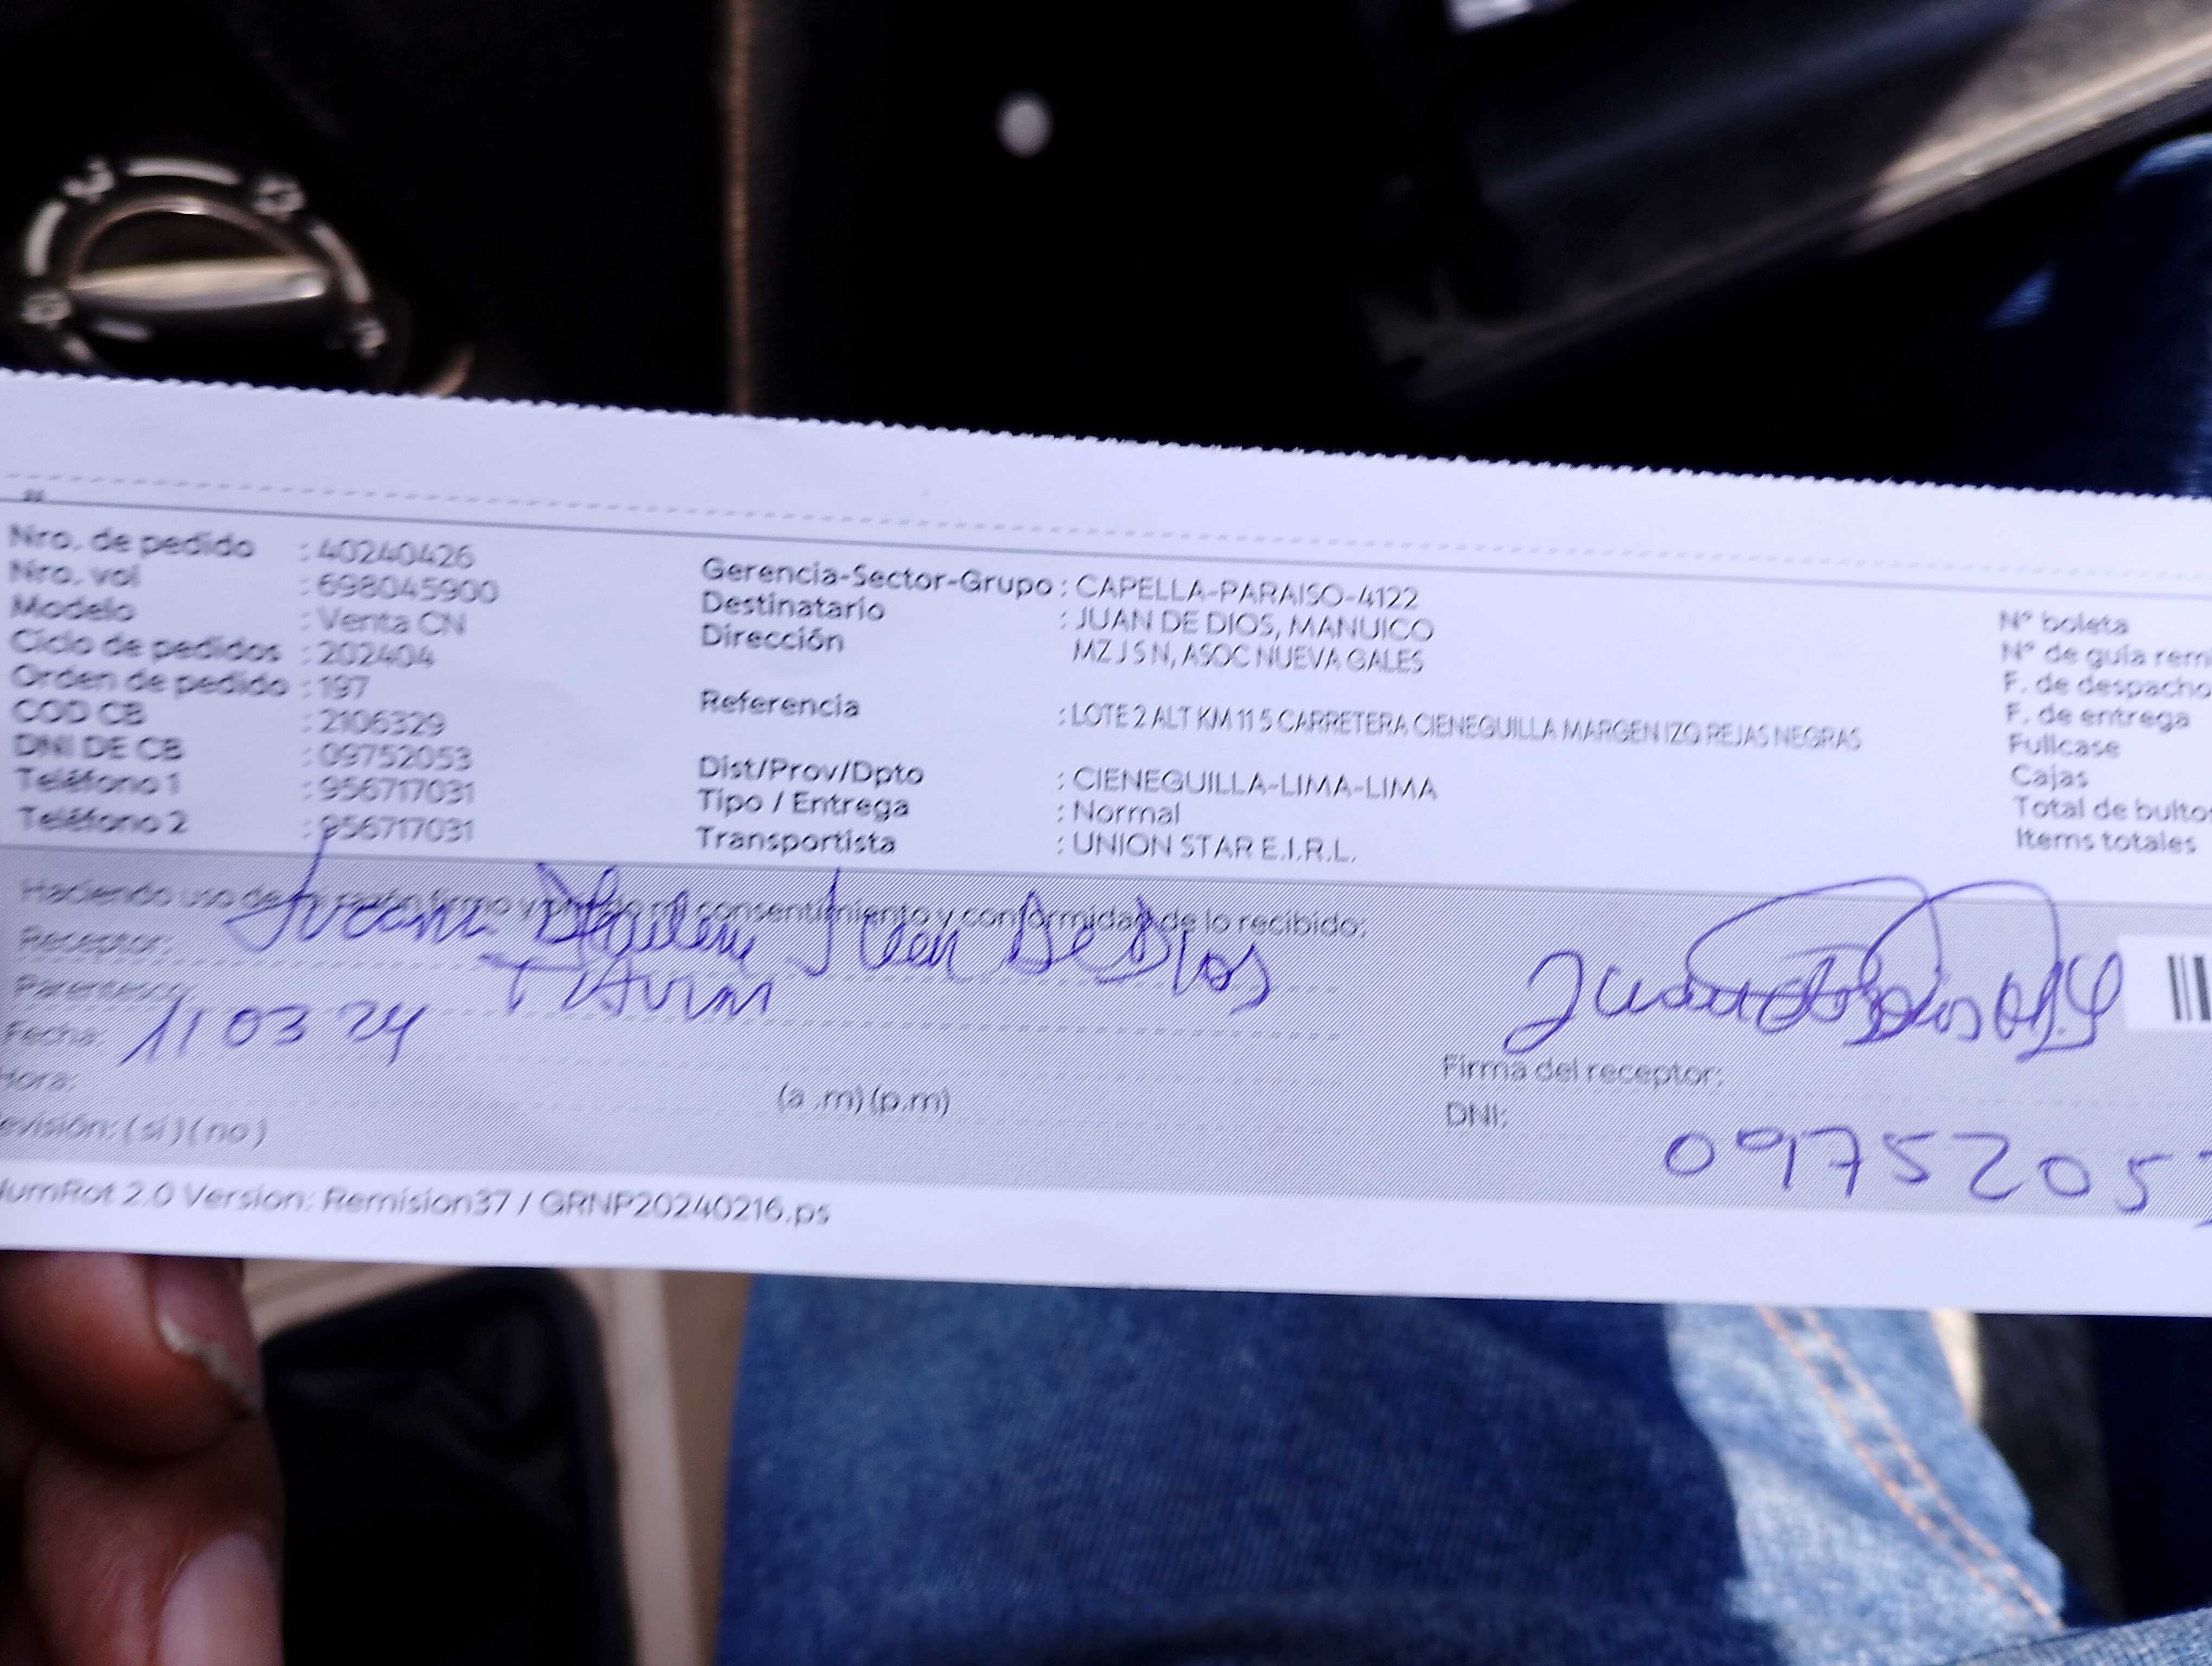 Nro. de pedido : 40240426
Nro. vol : 698045900
Modelo : Venta CN
Ciclo de pedidos : 202404
Orden de pedido : 197
COD CB : 2106329
DNI DE CB : 09752053
Teléfono 1 : 956717031
Teléfono 2 : 956717031
Gerencia-Sector-Grupo : CAPELLA-PARAISO-4122
Destinatario : JUAN DE DIOS, MANUICO
Dirección MZ J S N, ASOC NUEVA GALES
Referencia : LOTE 2 ALT KM 11 5 CARRETERA CIENEGUILLA MARGEN IZQ REJAS NEGRAS
Dist/Prov/Dpto : CIENEGUILLA-LIMA-LIMA
Tipo / Entrega : Normal
Transportista : UNION STAR E.I.R.L.
N° boleta
N° de guía remi
F. de despacho
F. de entrega
Fullcase
Cajas
Total de bultos
Items totales
Haciendo uso de mi razón firmo y consentimiento y conformidad de lo recibido:
Receptor: Juan De Dios
Parentesco: Titular
Fecha: 11 03 24
Hora: (a .m) (p.m)
evisión: ( si ) ( no )
Firma del receptor:
DNI: 0975205
umRot 2.0 Version: Remision37 / GRNP20240216.ps